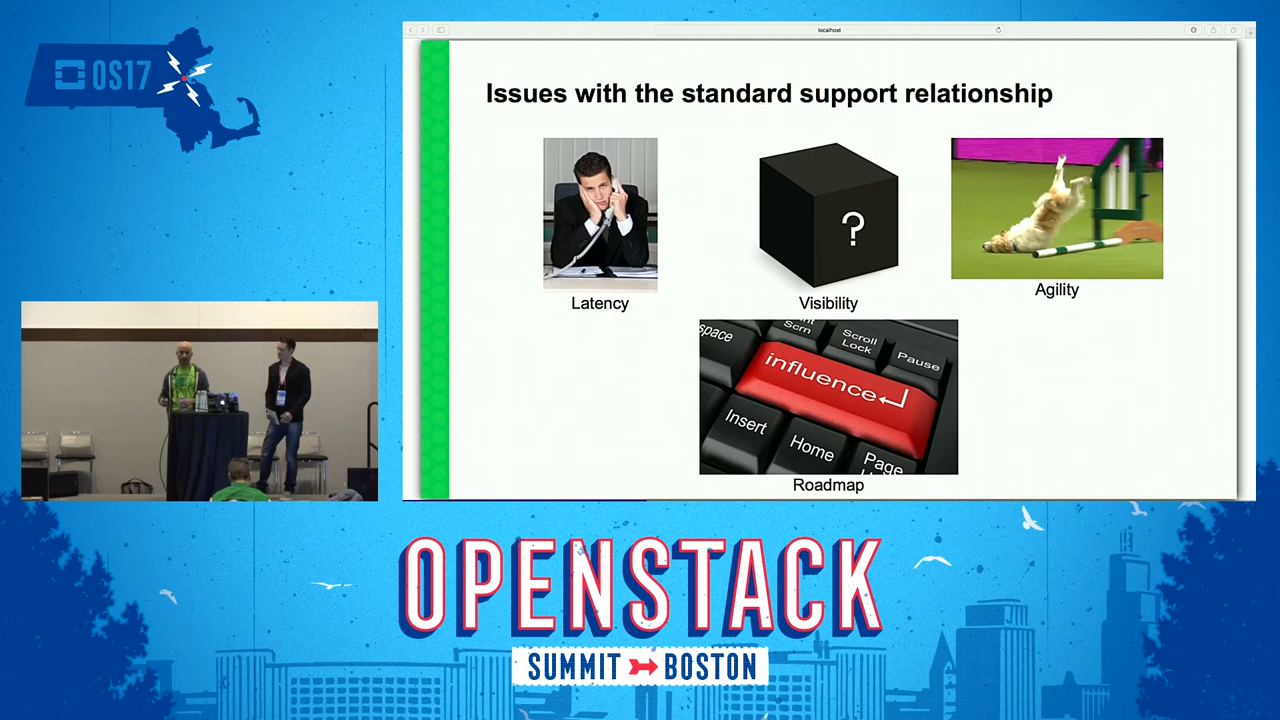 OS17
localhost
Issues with the standard support relationship
?
Latency
Visibility
Agility
space
Scrn
Scroll
Lock
Pause
influence
Insert
Home
Page
Roadmap
OPENSTACK
SUMMIT BOSTON